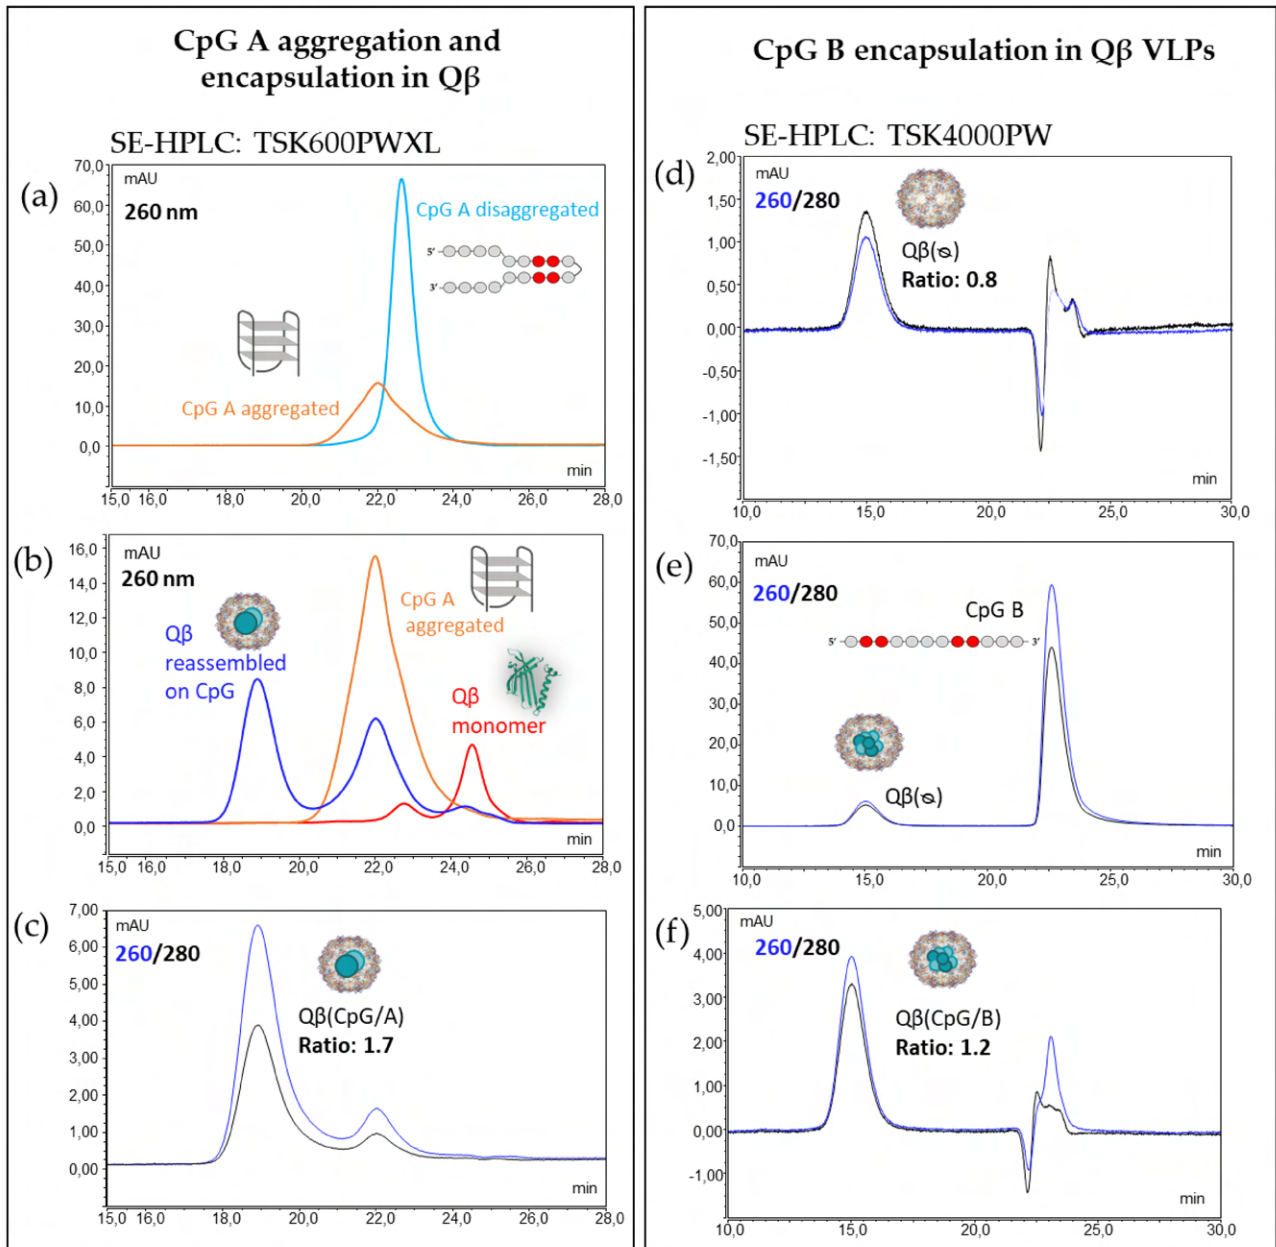 CpG A aggregation and
encapsulation in Qβ
SE-HPLC: TSK600PWXL
(a)
70,0
60,0
50,0
40,0
30,0
20,0
10,0
0,0
mAU
260 nm
CpG A disaggregated
5'
3'
CpG A aggregated
min
15,0 16,0 18,0 20,0 22,0 24,0 26,0 28,0
(b)
16,0
14,0
12,0
10,0
8,0
6,0
4,0
2,0
0,0
mAU
260 nm
Qβ
reassembled
on CpG
CpG A
aggregated
Qβ
monomer
min
15,0 16,0 18,0 20,0 22,0 24,0 26,0 28,0
(c)
7,00
6,00
5,00
4,00
3,00
2,00
1,00
0,00
mAU
260/280
Qβ(CpG/A)
Ratio: 1.7
min
15,0 16,0 18,0 20,0 22,0 24,0 26,0 28,0
CpG B encapsulation in Qβ VLPs
SE-HPLC: TSK4000PW
(d)
2,00
1,50
1,00
0,50
0,00
-0,50
-1,00
-1,50
mAU
260/280
Qβ(ᴓ)
Ratio: 0.8
min
10,0 15,0 20,0 25,0 30,0
(e)
70,0
60,0
50,0
40,0
30,0
20,0
10,0
0,0
mAU
260/280
CpG B
5' 3'
Qβ(ᴓ)
min
10,0 15,0 20,0 25,0 30,0
(f)
5,00
4,00
3,00
2,00
1,00
0,00
-1,00
mAU
260/280
Qβ(CpG/B)
Ratio: 1.2
min
10,0 15,0 20,0 25,0 30,0